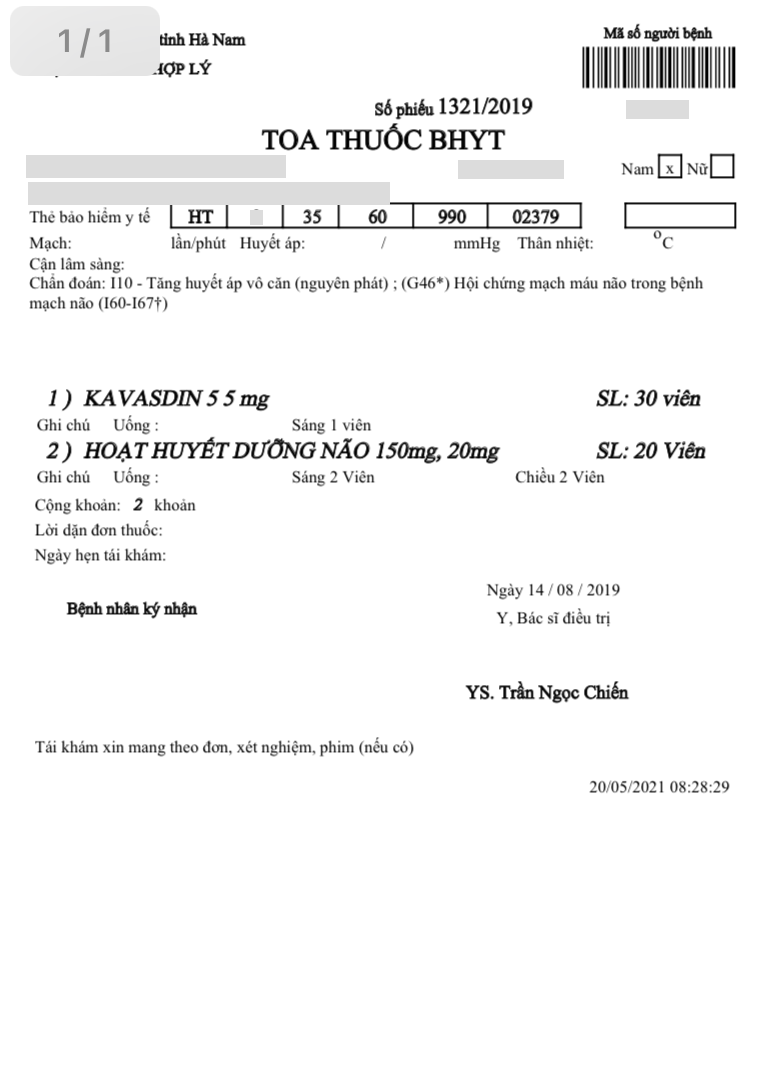 1/1
tỉnh Hà Nam
Mã số người bệnh
HỢP LÝ
Số phiếu 1321/2019
TOA THUỐC BHYT
Nam x Nữ
Thẻ bảo hiểm y tế HT 35 60 990 02379
Mạch: lần/phút Huyết áp: / mmHg Thân nhiệt: °C
Cận lâm sàng:
Chẩn đoán: I10 - Tăng huyết áp vô căn (nguyên phát) ; (G46*) Hội chứng mạch máu não trong bệnh
mạch não (I60-I67†)
1 ) KAVASDIN 5 5 mg SL: 30 viên
Ghi chú Uống : Sáng 1 viên
2 ) HOẠT HUYẾT DƯỠNG NÃO 150mg, 20mg SL: 20 Viên
Ghi chú Uống : Sáng 2 Viên Chiều 2 Viên
Cộng khoản: 2 khoản
Lời dặn đơn thuốc:
Ngày hẹn tái khám:
Ngày 14 / 08 / 2019
Bệnh nhân ký nhận
Y, Bác sĩ điều trị
YS. Trần Ngọc Chiến
Tái khám xin mang theo đơn, xét nghiệm, phim (nếu có)
20/05/2021 08:28:29